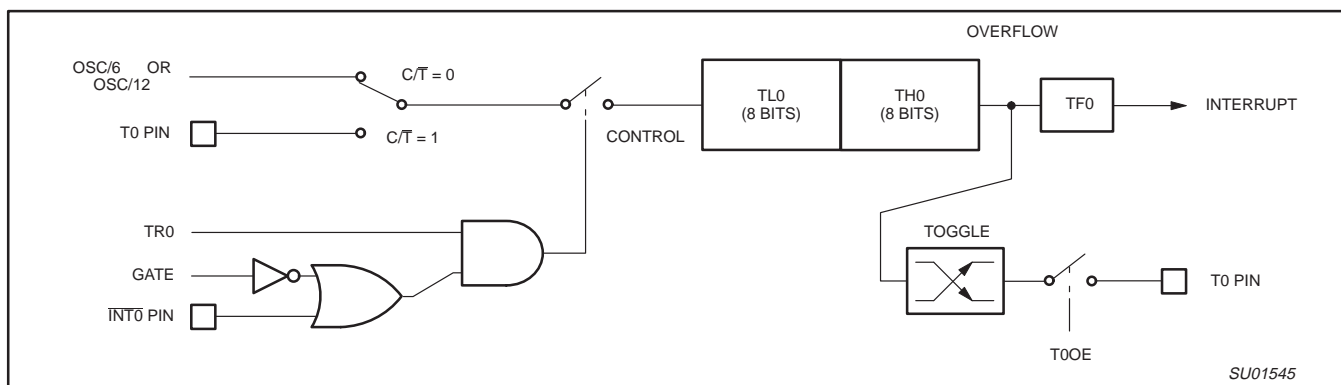 OVERFLOW
OSC/6 OR
OSC/12
C/T̅ = 0
TL0
(8 BITS)
TH0
(8 BITS)
TF0
INTERRUPT
T0 PIN
C/T̅ = 1
CONTROL
TR0
TOGGLE
GATE
T0 PIN
I̅N̅T̅0̅ PIN
T0OE
SU01545